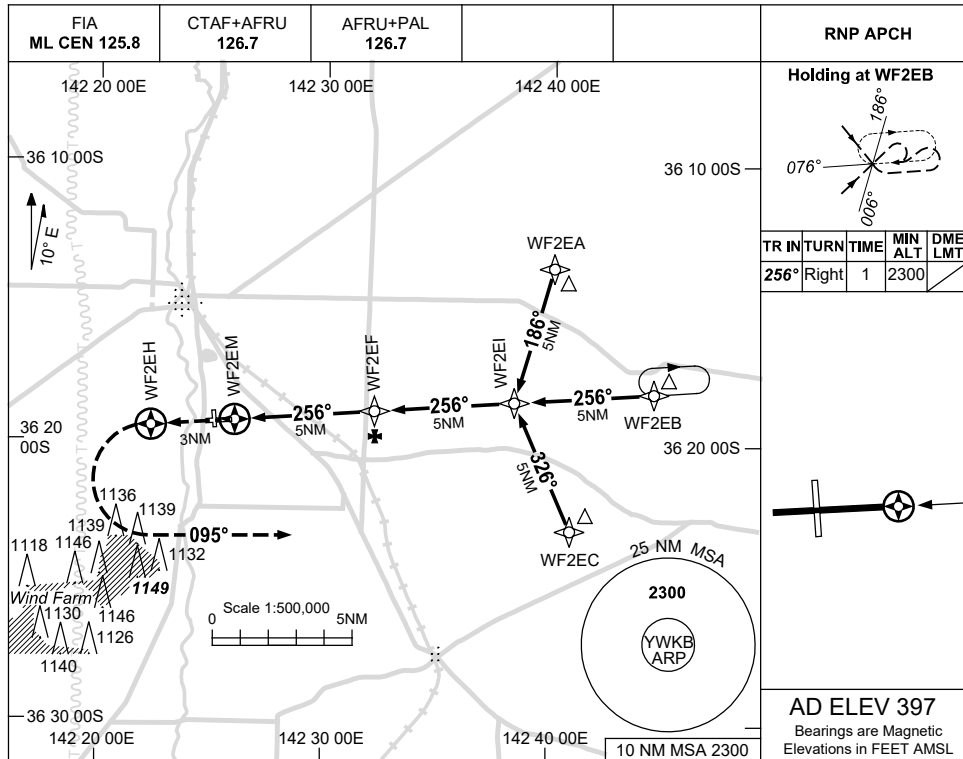 FIA
ML CEN 125.8
CTAF+AFRU
126.7
AFRU+PAL
126.7
RNP APCH
142 20 00E
142 30 00E
142 40 00E
Holding at WF2EB
186°
076°
006°
36 10 00S
36 10 00S
10° E
TR IN
TURN
TIME
MIN ALT
DME LMT
256°
Right
1
2300
WF2EA
186°
5NM
WF2EH
WF2EM
WF2EF
WF2EI
256°
5NM
256°
5NM
256°
5NM
WF2EB
3NM
36 20
00S
36 20 00S
326°
5NM
WF2EC
1136
1139
1139
095°
1118
1146
1132
Wind Farm
1149
1130
1146
1126
1140
Scale 1:500,000
0
5NM
25 NM MSA
2300
YWKB
ARP
36 30 00S
142 20 00E
142 30 00E
142 40 00E
10 NM MSA 2300
AD ELEV 397
Bearings are Magnetic
Elevations in FEET AMSL